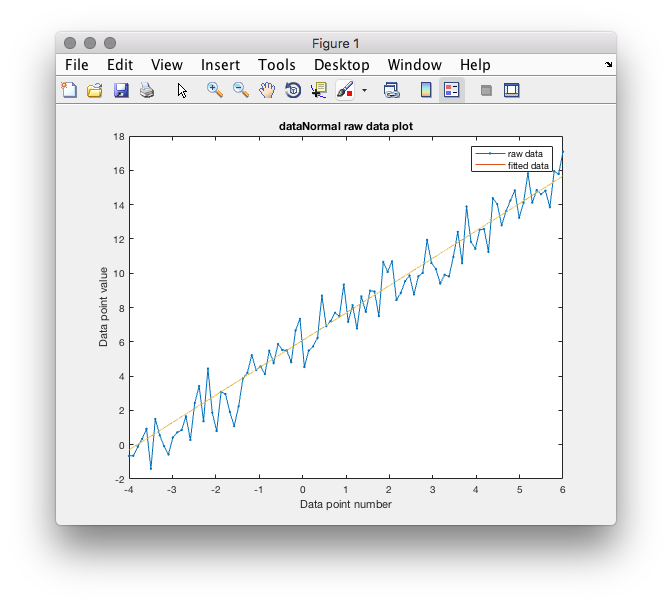 Figure 1
File Edit View Insert Tools Desktop Window Help
dataNormal raw data plot
raw data
fitted data
18
16
14
12
10
8
6
4
2
0
-2
Data point value
-4 -3 -2 -1 0 1 2 3 4 5 6
Data point number